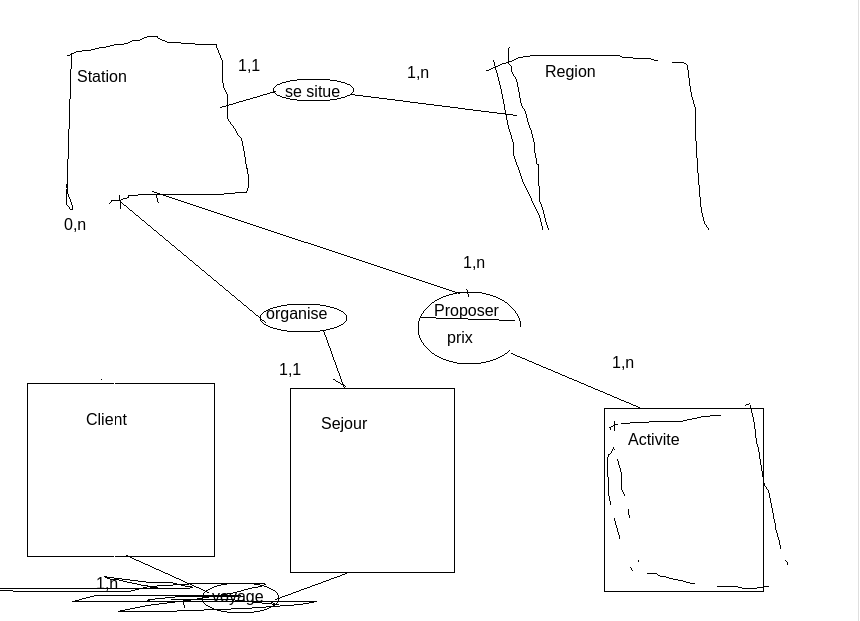 Station
1,1
se situe
1,n
Region
0,n
1,n
organise
Proposer
prix
1,1
1,n
Client
Sejour
Activite
1,n
voyage